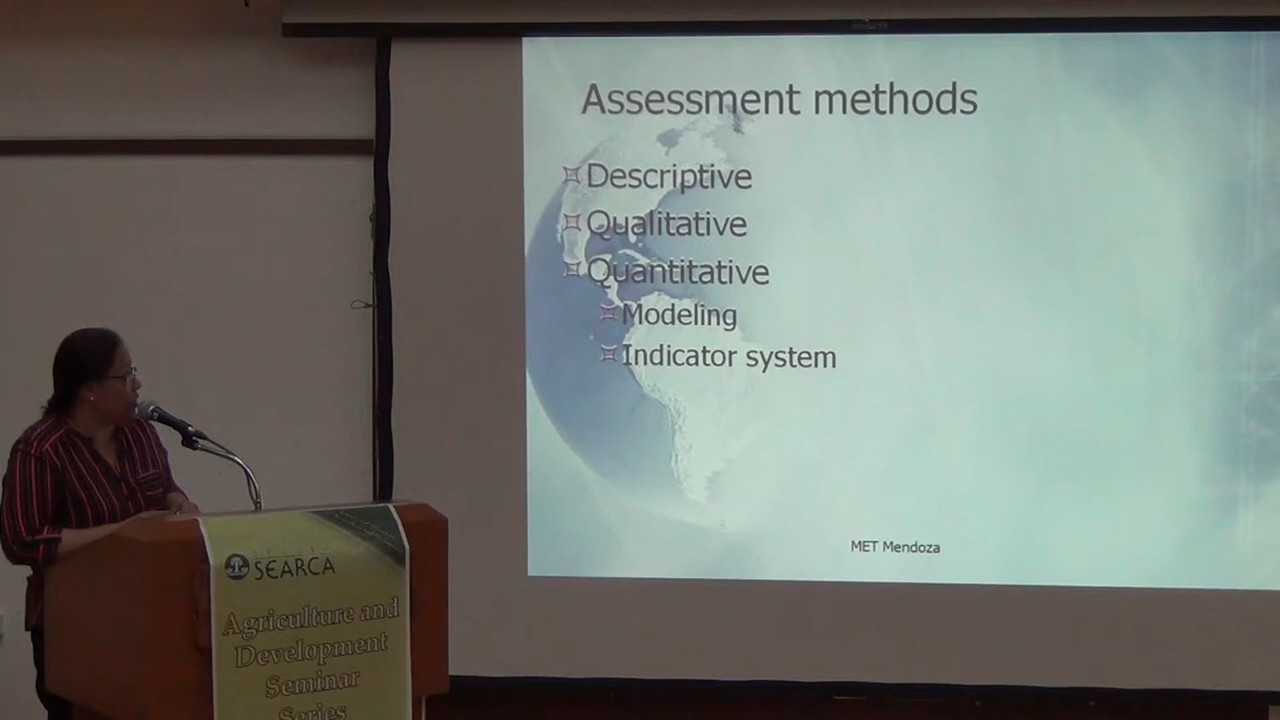 Assessment methods
Descriptive
Qualitative
Quantitative
Modeling
Indicator system
MET Mendoza
SEARCA
Agriculture and
Development
Seminar
Series